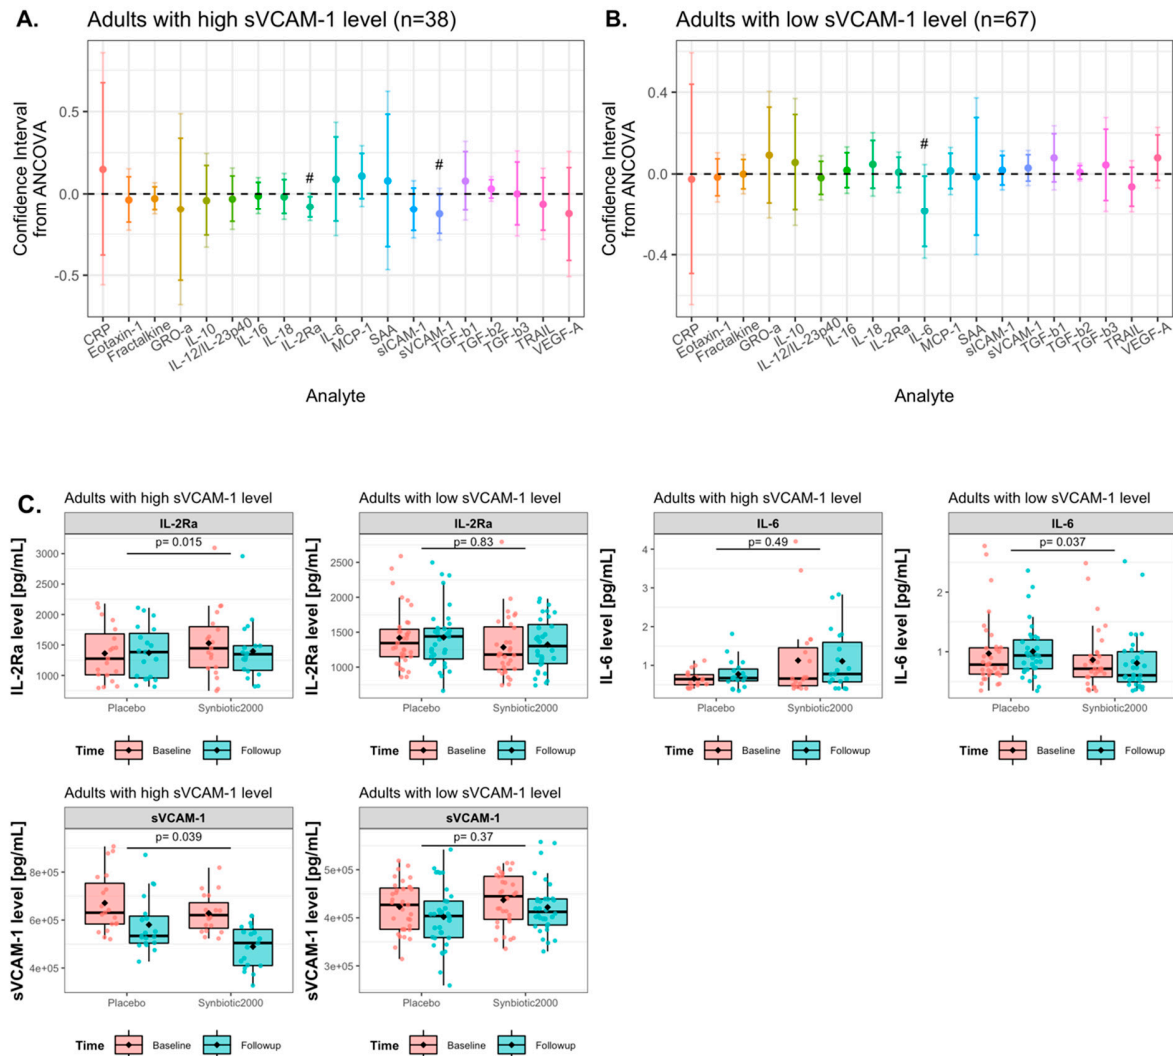 A. Adults with high sVCAM-1 level (n=38)
Confidence Interval
from ANCOVA
0.5
0.0
-0.5
#
#
CRP
Eotaxin-1
Fractalkine
GRO-a
IL-10
IL-12/IL-23p40
IL-16
IL-18
IL-2Ra
IL-6
MCP-1
SAA
sICAM-1
sVCAM-1
TGF-b1
TGF-b2
TGF-b3
TRAIL
VEGF-A
Analyte
B. Adults with low sVCAM-1 level (n=67)
Confidence Interval
from ANCOVA
0.4
0.0
-0.4
#
CRP
Eotaxin-1
Fractalkine
GRO-a
IL-10
IL-12/IL-23p40
IL-16
IL-18
IL-2Ra
IL-6
MCP-1
SAA
sICAM-1
sVCAM-1
TGF-b1
TGF-b2
TGF-b3
TRAIL
VEGF-A
Analyte
C.
Adults with high sVCAM-1 level
IL-2Ra
p= 0.015
IL-2Ra level [pg/mL]
3000
2500
2000
1500
1000
Placebo
Synbiotic2000
Time Baseline Followup
Adults with low sVCAM-1 level
IL-2Ra
p= 0.83
IL-2Ra level [pg/mL]
2500
2000
1500
1000
Placebo
Synbiotic2000
Time Baseline Followup
Adults with high sVCAM-1 level
IL-6
p= 0.49
IL-6 level [pg/mL]
4
3
2
1
Placebo
Synbiotic2000
Time Baseline Followup
Adults with low sVCAM-1 level
IL-6
p= 0.037
IL-6 level [pg/mL]
2
1
Placebo
Synbiotic2000
Time Baseline Followup
Adults with high sVCAM-1 level
sVCAM-1
p= 0.039
sVCAM-1 level [pg/mL]
8e+05
6e+05
4e+05
Placebo
Synbiotic2000
Time Baseline Followup
Adults with low sVCAM-1 level
sVCAM-1
p= 0.37
sVCAM-1 level [pg/mL]
5e+05
4e+05
3e+05
Placebo
Synbiotic2000
Time Baseline Followup